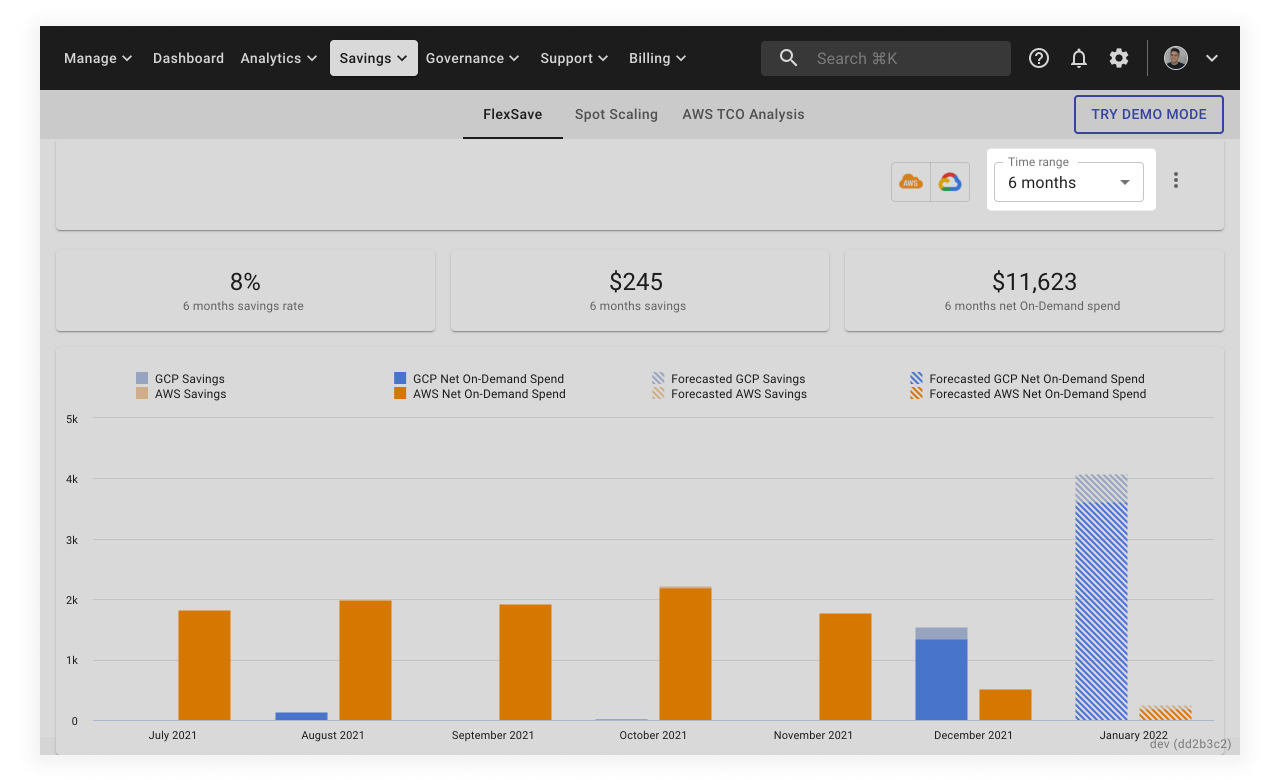 Manage Dashboard Analytics Savings Governance Support Billing Search ⌘K
FlexSave Spot Scaling AWS TCO Analysis TRY DEMO MODE
Time range
AWS 6 months
8% $245 $11,623
6 months savings rate 6 months savings 6 months net On-Demand spend
GCP Savings GCP Net On-Demand Spend Forecasted GCP Savings Forecasted GCP Net On-Demand Spend
AWS Savings AWS Net On-Demand Spend Forecasted AWS Savings Forecasted AWS Net On-Demand Spend
5k
4k
3k
2k
1k
0
July 2021 August 2021 September 2021 October 2021 November 2021 December 2021 January 2022
dev (dd2b3c2)